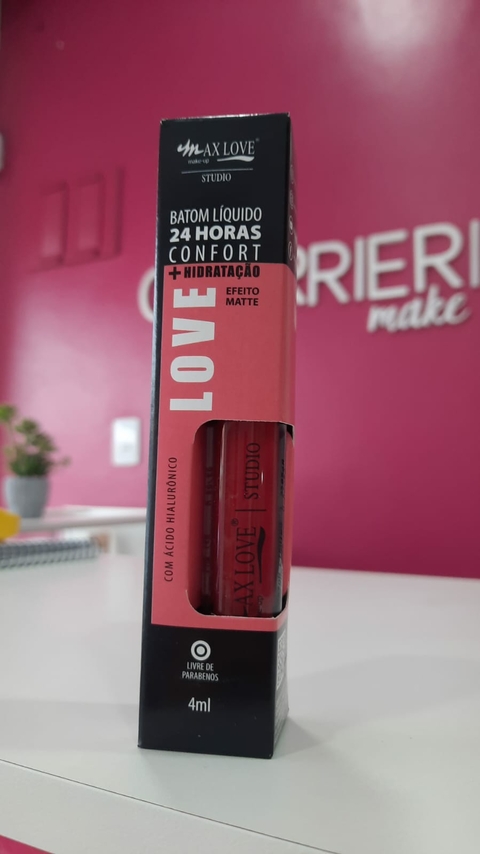 MAX LOVE®
make-up
STUDIO
BATOM LÍQUIDO
24 HORAS
CONFORT
+HIDRATAÇÃO
EFEITO
MATTE
LOVE
COM ÁCIDO HIALURÔNICO
AX LOVE® | STUDIO
LIVRE DE
PARABENOS
4ml
RRIERI
make